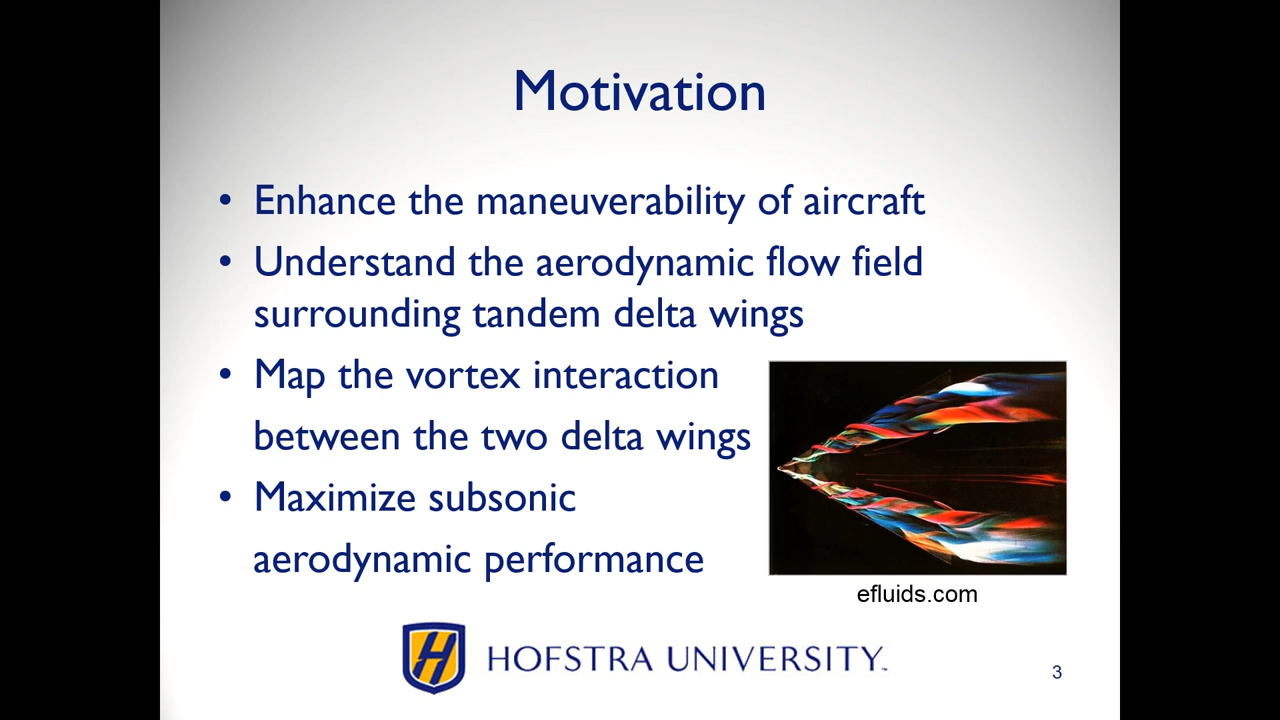 Motivation
• Enhance the maneuverability of aircraft
• Understand the aerodynamic flow field
surrounding tandem delta wings
• Map the vortex interaction
between the two delta wings
• Maximize subsonic
aerodynamic performance
efluids.com
H HOFSTRA UNIVERSITY™
3